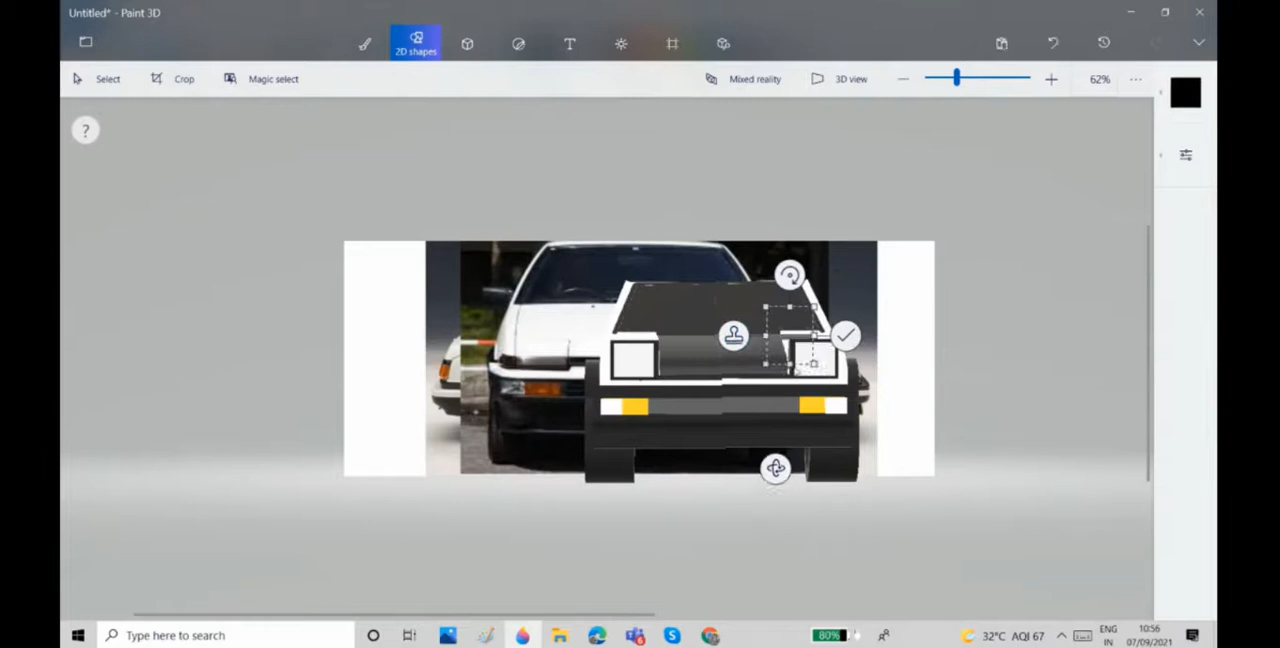 Untitled* - Paint 3D
2D shapes
Select
Crop
Magic select
Mixed reality
3D view
62%
?
Type here to search
80%
32°C AQI 67
ENG
IN
10:56
07/09/2021